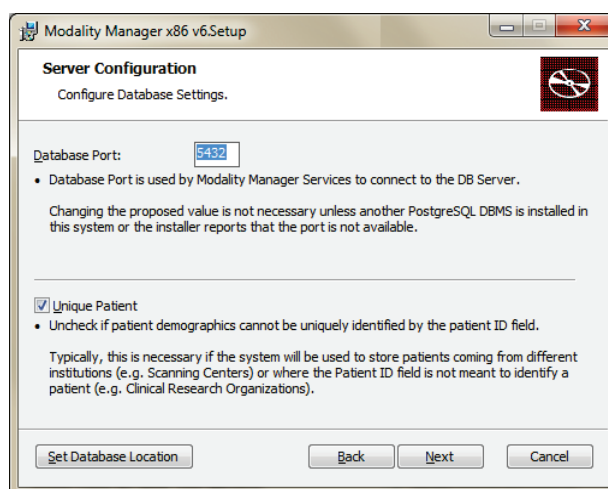 Modality Manager x86 v6.Setup
Server Configuration
Configure Database Settings.
Database Port: 5432
• Database Port is used by Modality Manager Services to connect to the DB Server.
Changing the proposed value is not necessary unless another PostgreSQL DBMS is installed in
this system or the installer reports that the port is not available.
Unique Patient
• Uncheck if patient demographics cannot be uniquely identified by the patient ID field.
Typically, this is necessary if the system will be used to store patients coming from different
institutions (e.g. Scanning Centers) or where the Patient ID field is not meant to identify a
patient (e.g. Clinical Research Organizations).
Set Database Location Back Next Cancel